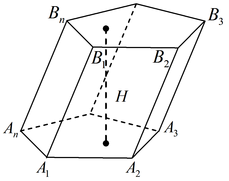 Bₙ B₃
B₁ B₂
H
Aₙ A₃
A₁ A₂